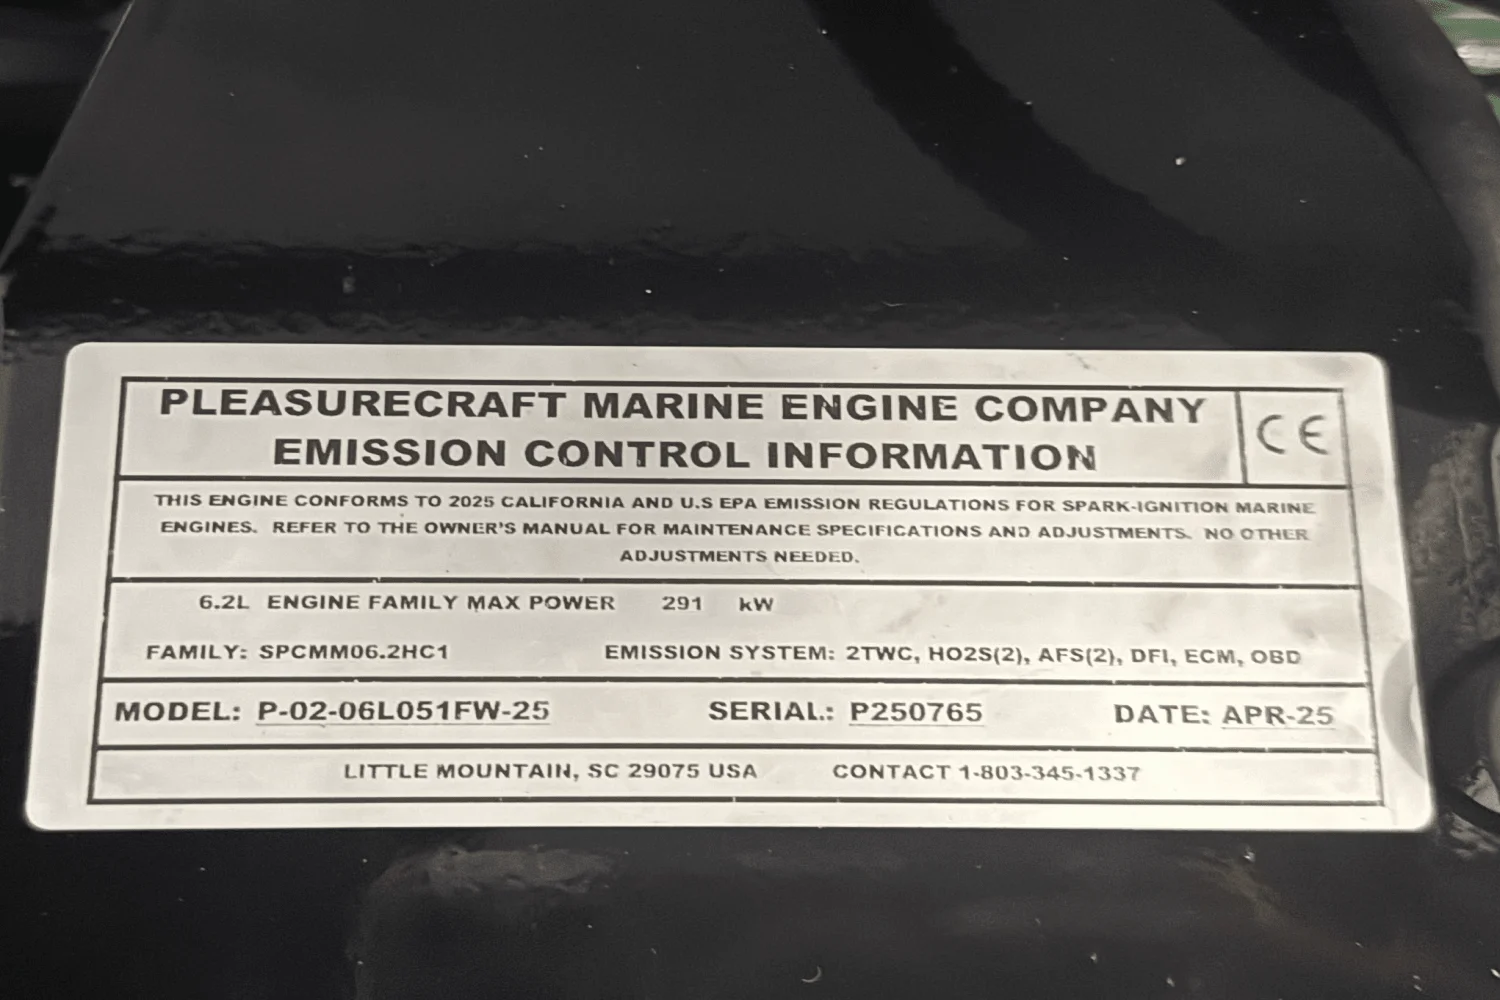 PLEASURECRAFT MARINE ENGINE COMPANY
EMISSION CONTROL INFORMATION
CE
THIS ENGINE CONFORMS TO 2025 CALIFORNIA AND U.S EPA EMISSION REGULATIONS FOR SPARK-IGNITION MARINE
ENGINES. REFER TO THE OWNER'S MANUAL FOR MAINTENANCE SPECIFICATIONS AND ADJUSTMENTS. NO OTHER
ADJUSTMENTS NEEDED.
6.2L ENGINE FAMILY MAX POWER 291 kW
FAMILY: SPCMM06.2HC1 EMISSION SYSTEM: 2TWC, HO2S(2), AFS(2), DFI, ECM, OBD
MODEL: P-02-06L051FW-25 SERIAL: P250765 DATE: APR-25
LITTLE MOUNTAIN, SC 29075 USA CONTACT 1-803-345-1337